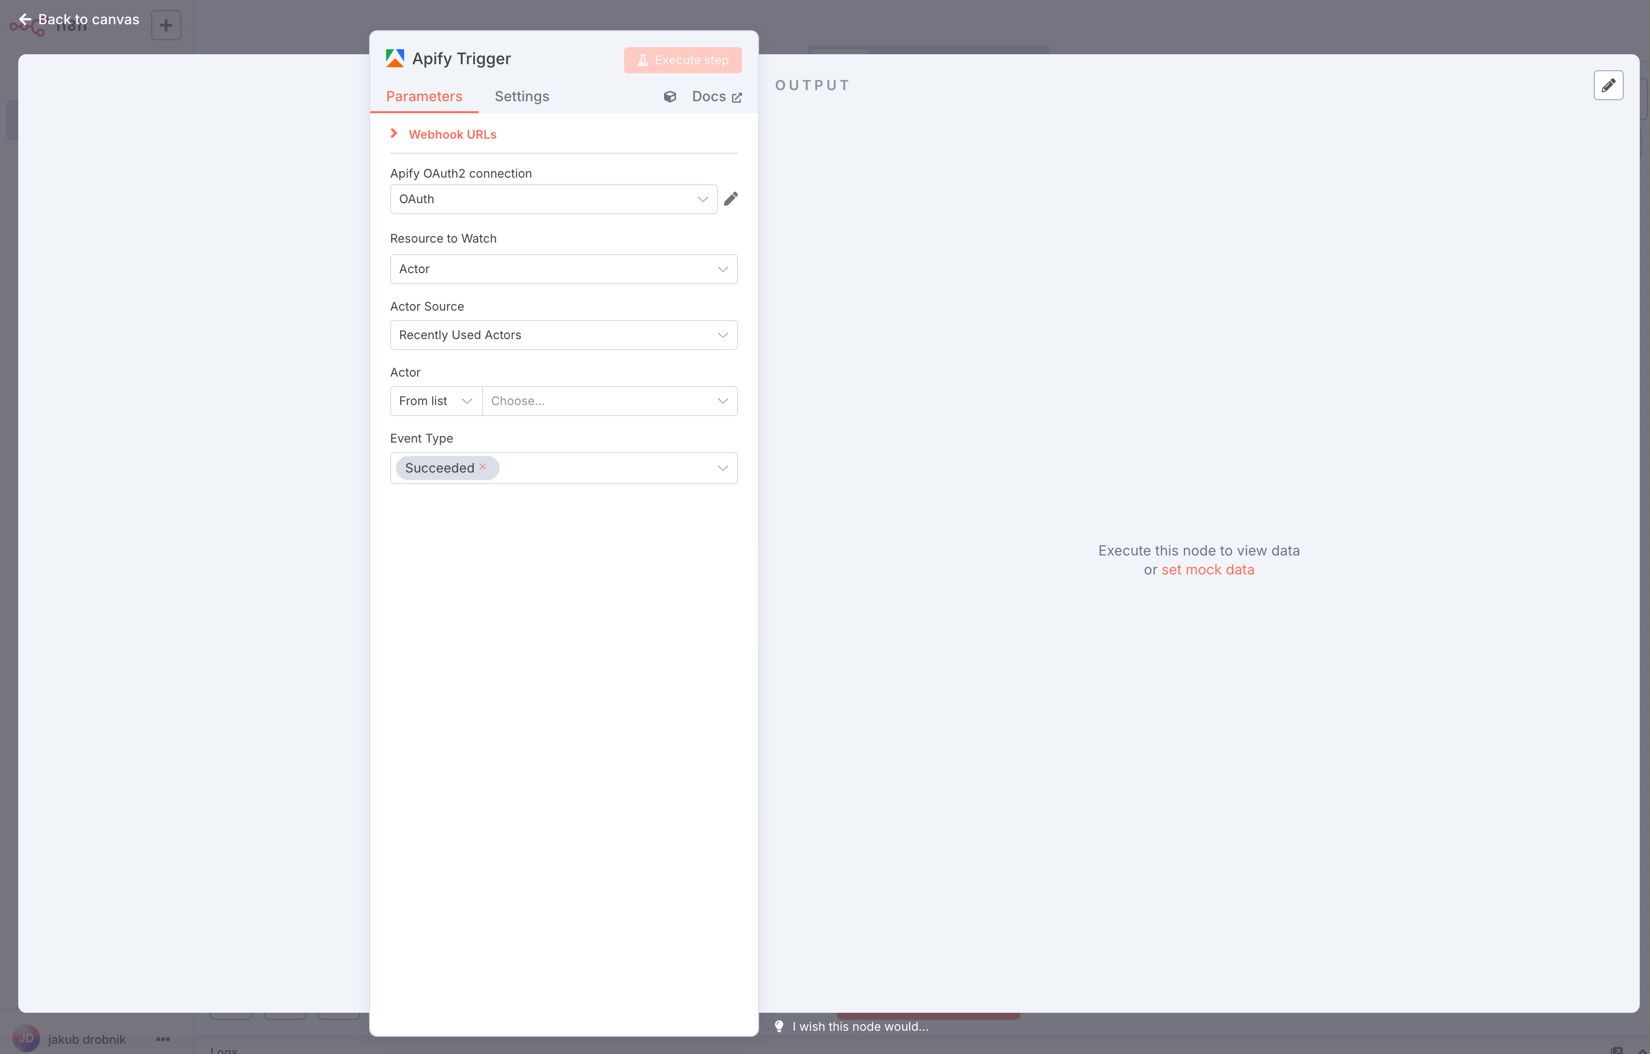 Back to canvas
n8n
Apify Trigger
Execute step
Parameters
Settings
Docs
Webhook URLs
Apify OAuth2 connection
OAuth
Resource to Watch
Actor
Actor Source
Recently Used Actors
Actor
From list
Choose...
Event Type
Succeeded
OUTPUT
Execute this node to view data
or set mock data
I wish this node would...
JD
jakub drobnik
Logs